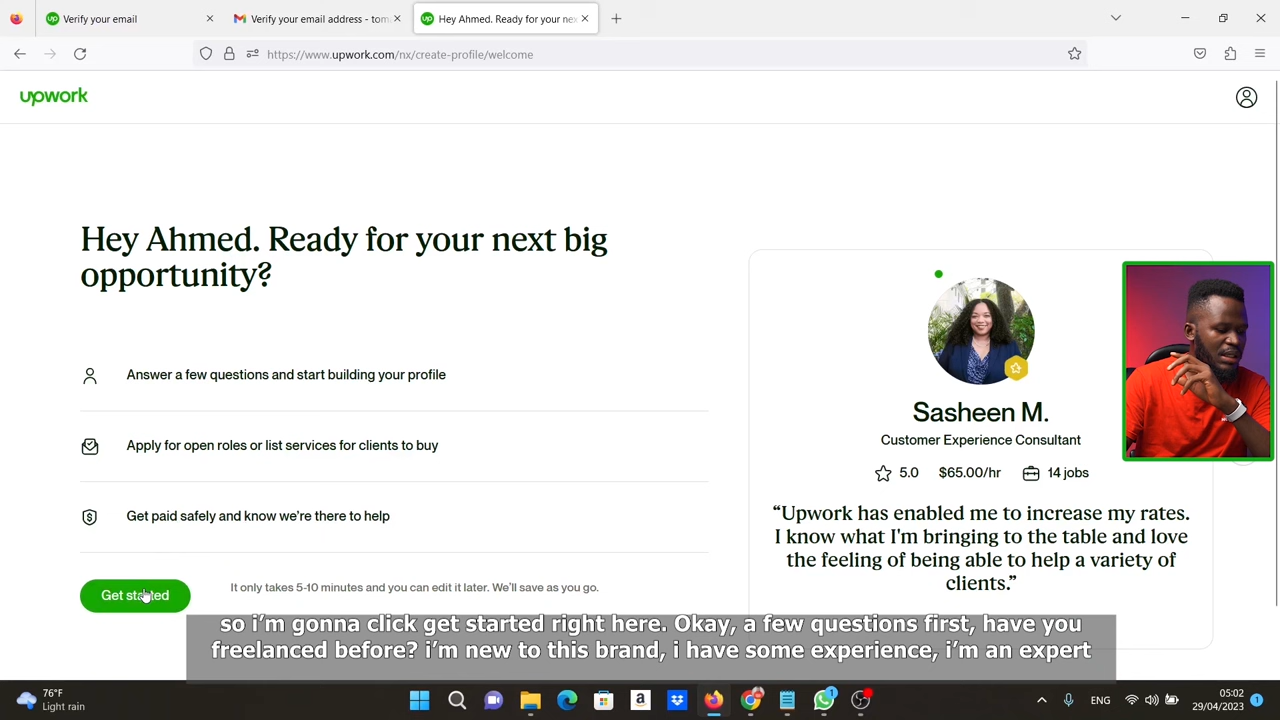 Verify your email
Verify your email address - tom
Hey Ahmed. Ready for your nex
https://www.upwork.com/nx/create-profile/welcome
upwork
Hey Ahmed. Ready for your next big
opportunity?
Answer a few questions and start building your profile
Apply for open roles or list services for clients to buy
Get paid safely and know we're there to help
Get started
It only takes 5-10 minutes and you can edit it later. We'll save as you go.
Sasheen M.
Customer Experience Consultant
5.0 $65.00/hr 14 jobs
“Upwork has enabled me to increase my rates.
I know what I'm bringing to the table and love
the feeling of being able to help a variety of
clients.”
so i'm gonna click get started right here. Okay, a few questions first, have you
freelanced before? i'm new to this brand, i have some experience, i'm an expert
76°F
Light rain
1
ENG
05:02
29/04/2023